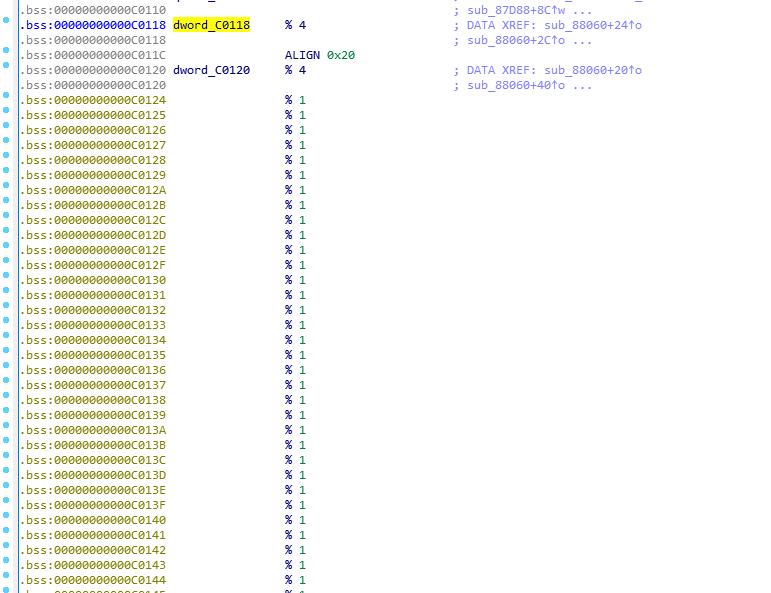 .bss:00000000000C0110 ; sub_87D88+8C↑w ...
.bss:00000000000C0118 dword_C0118 % 4 ; DATA XREF: sub_88060+24↑o
.bss:00000000000C0118 ; sub_88060+2C↑o ...
.bss:00000000000C011C ALIGN 0x20
.bss:00000000000C0120 dword_C0120 % 4 ; DATA XREF: sub_88060+20↑o
.bss:00000000000C0120 ; sub_88060+40↑o ...
.bss:00000000000C0124 % 1
.bss:00000000000C0125 % 1
.bss:00000000000C0126 % 1
.bss:00000000000C0127 % 1
.bss:00000000000C0128 % 1
.bss:00000000000C0129 % 1
.bss:00000000000C012A % 1
.bss:00000000000C012B % 1
.bss:00000000000C012C % 1
.bss:00000000000C012D % 1
.bss:00000000000C012E % 1
.bss:00000000000C012F % 1
.bss:00000000000C0130 % 1
.bss:00000000000C0131 % 1
.bss:00000000000C0132 % 1
.bss:00000000000C0133 % 1
.bss:00000000000C0134 % 1
.bss:00000000000C0135 % 1
.bss:00000000000C0136 % 1
.bss:00000000000C0137 % 1
.bss:00000000000C0138 % 1
.bss:00000000000C0139 % 1
.bss:00000000000C013A % 1
.bss:00000000000C013B % 1
.bss:00000000000C013C % 1
.bss:00000000000C013D % 1
.bss:00000000000C013E % 1
.bss:00000000000C013F % 1
.bss:00000000000C0140 % 1
.bss:00000000000C0141 % 1
.bss:00000000000C0142 % 1
.bss:00000000000C0143 % 1
.bss:00000000000C0144 % 1